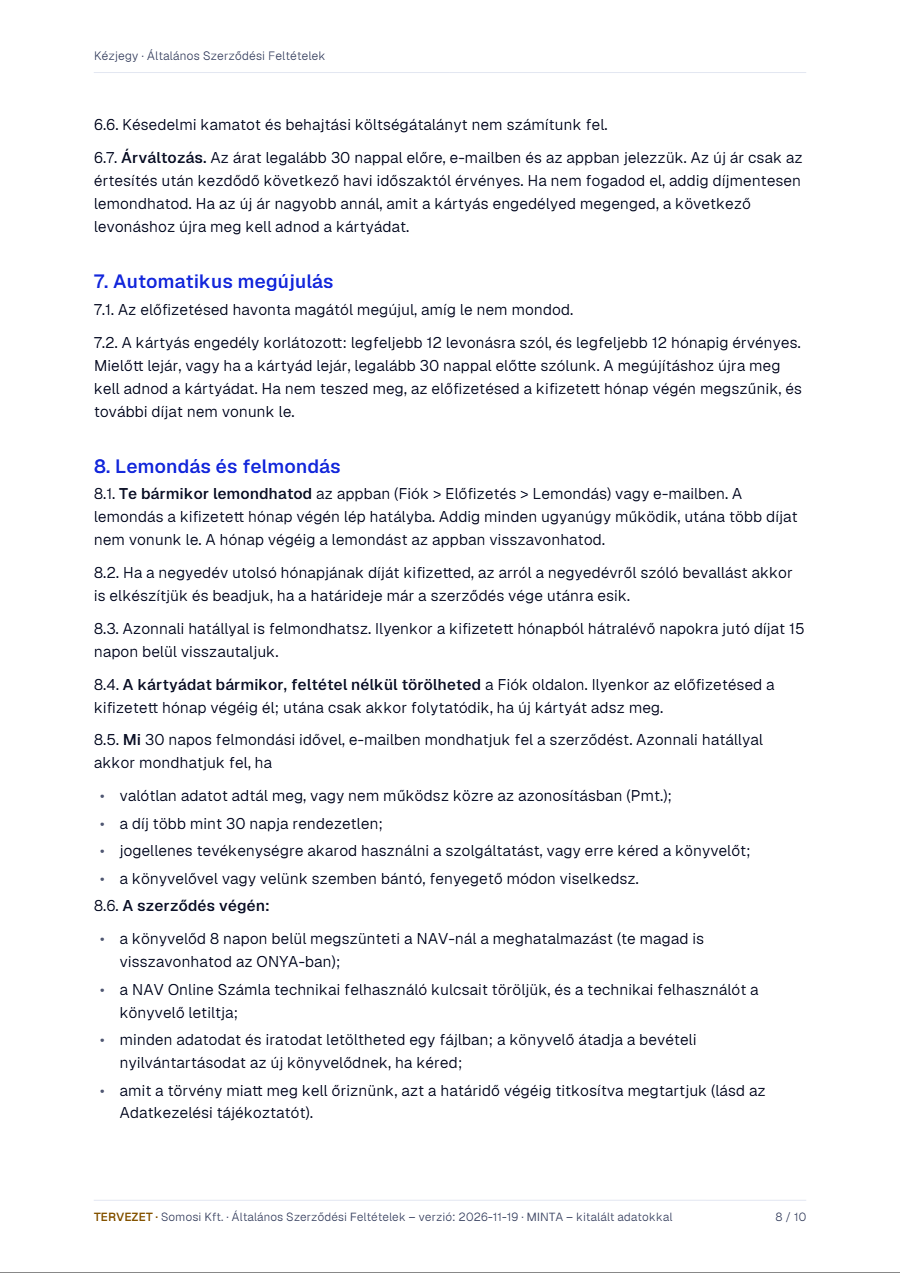 Kézjegy · Általános Szerződési Feltételek
6.6. Késedelmi kamatot és behajtási költségátalányt nem számítunk fel.
6.7. Árváltozás. Az árat legalább 30 nappal előre, e-mailben és az appban jelezzük. Az új ár csak az
értesítés után kezdődő következő havi időszaktól érvényes. Ha nem fogadod el, addig díjmentesen
lemondhatod. Ha az új ár nagyobb annál, amit a kártyás engedélyed megenged, a következő
levonáshoz újra meg kell adnod a kártyádat.
7. Automatikus megújulás
7.1. Az előfizetésed havonta magától megújul, amíg le nem mondod.
7.2. A kártyás engedély korlátozott: legfeljebb 12 levonásra szól, és legfeljebb 12 hónapig érvényes.
Mielőtt lejár, vagy ha a kártyád lejár, legalább 30 nappal előtte szólunk. A megújításhoz újra meg
kell adnod a kártyádat. Ha nem teszed meg, az előfizetésed a kifizetett hónap végén megszűnik, és
további díjat nem vonunk le.
8. Lemondás és felmondás
8.1. Te bármikor lemondhatod az appban (Fiók > Előfizetés > Lemondás) vagy e-mailben. A
lemondás a kifizetett hónap végén lép hatályba. Addig minden ugyanúgy működik, utána több díjat
nem vonunk le. A hónap végéig a lemondást az appban visszavonhatod.
8.2. Ha a negyedév utolsó hónapjának díját kifizetted, az arról a negyedévről szóló bevallást akkor
is elkészítjük és beadjuk, ha a határideje már a szerződés vége utánra esik.
8.3. Azonnali hatállyal is felmondhatsz. Ilyenkor a kifizetett hónapból hátralévő napokra jutó díjat 15
napon belül visszautaljuk.
8.4. A kártyádat bármikor, feltétel nélkül törölheted a Fiók oldalon. Ilyenkor az előfizetésed a
kifizetett hónap végéig él; utána csak akkor folytatódik, ha új kártyát adsz meg.
8.5. Mi 30 napos felmondási idővel, e-mailben mondhatjuk fel a szerződést. Azonnali hatállyal
akkor mondhatjuk fel, ha
• valótlan adatot adtál meg, vagy nem működsz közre az azonosításban (Pmt.);
• a díj több mint 30 napja rendezetlen;
• jogellenes tevékenységre akarod használni a szolgáltatást, vagy erre kéred a könyvelőt;
• a könyvelővel vagy velünk szemben bántó, fenyegető módon viselkedsz.
8.6. A szerződés végén:
• a könyvelőd 8 napon belül megszünteti a NAV-nál a meghatalmazást (te magad is
visszavonhatod az ONYA-ban);
• a NAV Online Számla technikai felhasználó kulcsait töröljük, és a technikai felhasználót a
könyvelő letiltja;
• minden adatodat és iratodat letöltheted egy fájlban; a könyvelő átadja a bevételi
nyilvántartásodat az új könyvelődnek, ha kéred;
• amit a törvény miatt meg kell őriznünk, azt a határidő végéig titkosítva megtartjuk (lásd az
Adatkezelési tájékoztatót).
TERVEZET · Somosi Kft. · Általános Szerződési Feltételek – verzió: 2026-11-19 · MINTA – kitalált adatokkal 8 / 10